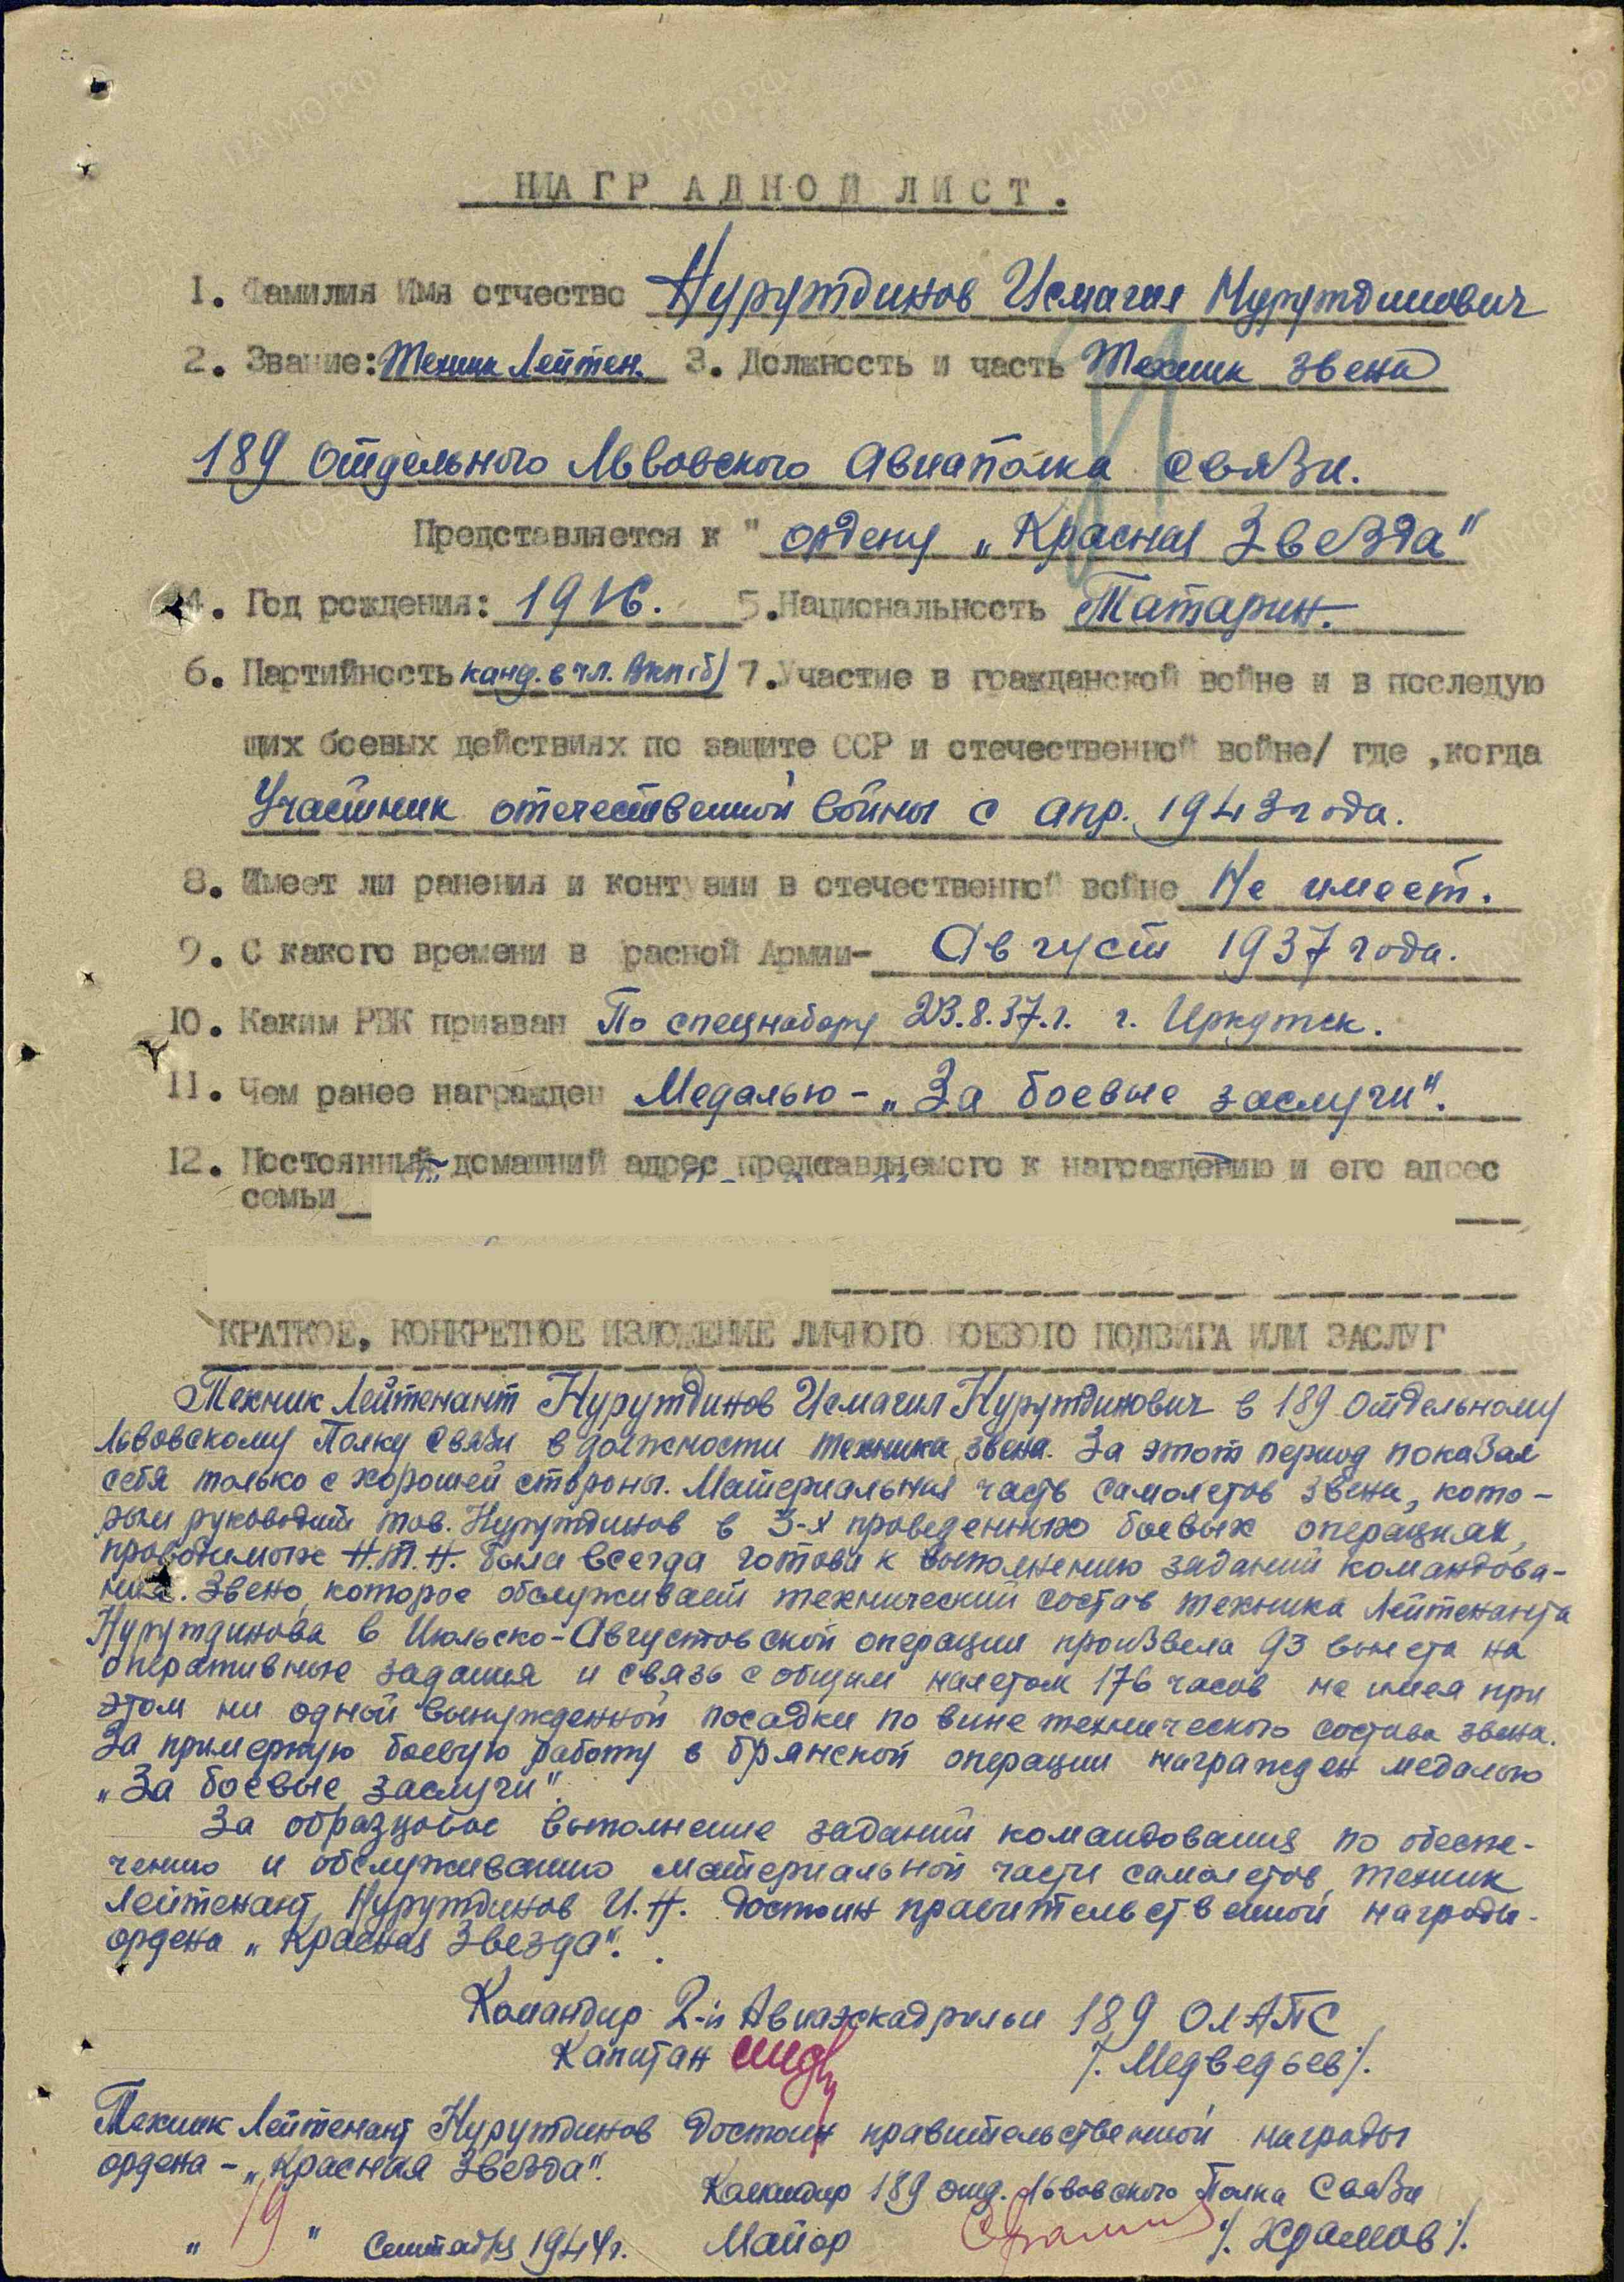 НАГРАДНОЙ ЛИСТ.
1. Фамилия Имя отчество Нурутдинов Исмагил Нурутдинович
2. Звание: Техник Лейтен. 3. Должность и часть Техник звена
189 отдельного Львовского Авиаполка связи.
Представляется к " ордену „Красная Звезда"
4. Год рождения: 1916. 5. Национальность Татарин.
6. Партийность канд. в чл. ВКП(б) 7. Участие в гражданской войне и в последую
щих боевых действиях по защите ССР и отечественной войне/ где ,когда
Участник отечественной войны с апр. 1943 года.
8. Имеет ли ранения и контузии в отечественной войне Не имеет.
9. С какого времени в расной Армии- Август 1937 года.
10. Каким РВК призван По спецнабору 23.8.37.г. г. Иркутск.
11. Чем ранее награжден Медалью - „За боевые заслуги".
12. Постоянный домашний адрес представляемого к награждению и его адрес
семьи
КРАТКОЕ, КОНКРЕТНОЕ ИЗЛОЖЕНИЕ ЛИЧНОГО БОЕВОГО ПОДВИГА ИЛИ ЗАСЛУГ
Техник Лейтенант Нурутдинов Исмагил Нурутдинович в 189 отдельному
Львовскому Полку связи в должности техника звена. За этот период показал
себя только с хорошей стороны. Материальная часть самолетов звена, кото-
рым руководит тов. Нурутдинов в 3-х проведенных боевых операциях,
проводимых Н.Т.Н. была всегда готова к выполнению заданий командова-
ния. Звено, которое обслуживает технический состав техника Лейтенанта
Нурутдинова в Июльско-Августовской операции произвела 93 вылета на
оперативные задания и связь с общим налетом 176 часов не имея при
этом ни одной вынужденной посадки по вине технического состава звена.
За примерную боевую работу в Брянской операции награжден медалью
„За боевые заслуги".
За образцовое выполнение заданий командования по обеспе-
чению и обслуживанию материальной части самолетов, техник
Лейтенант Нурутдинов И.Н. достоин правительственной награды -
ордена „Красная Звезда".
Командир 2-й Авиаэскадрильи 189 ОЛАПС
Капитан /. Медведьев /.
Техник Лейтенант Нурутдинов достоин правительственной награды
ордена - „Красная Звезда".
Командир 189 отд. Львовского Полка Связи
" 19 " Сентября 1944 г. Майор /. Храмов /.